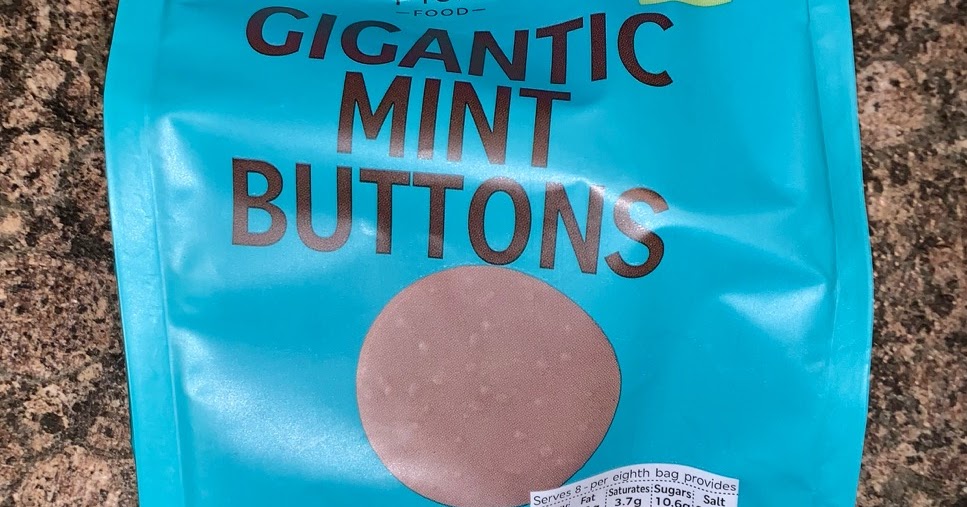 FOOD
GIGANTIC
MINT
BUTTONS
Serves 8 - per eighth bag provides
Fat Saturates Sugars Salt
3.7g 10.6g